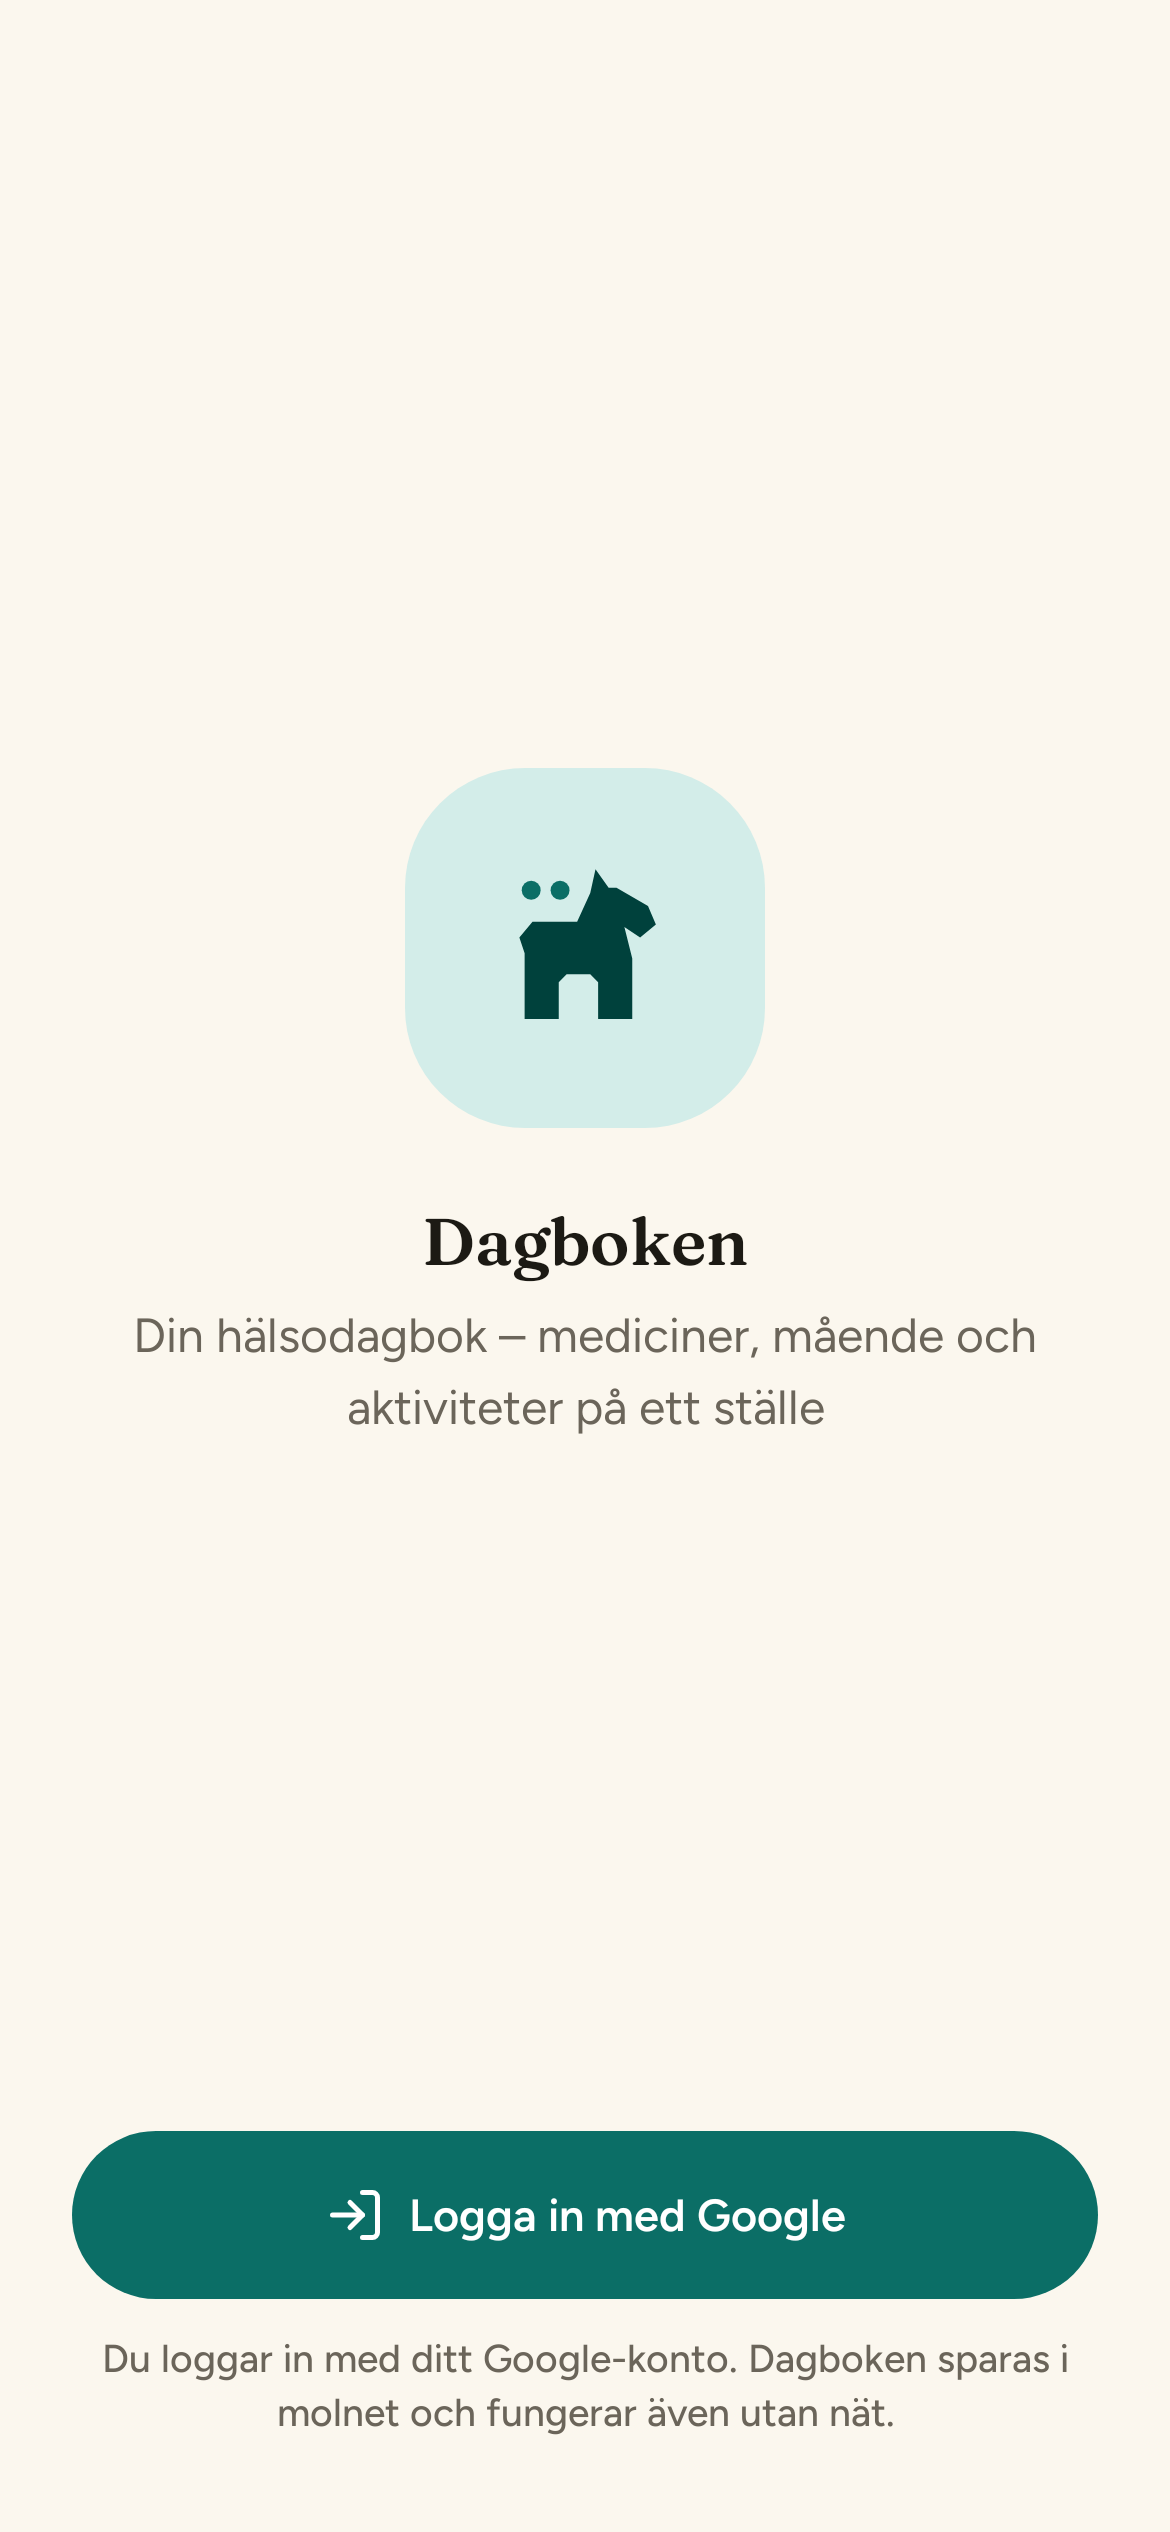 Dagboken
Din hälsodagbok – mediciner, mående och
aktiviteter på ett ställe
Logga in med Google
Du loggar in med ditt Google-konto. Dagboken sparas i
molnet och fungerar även utan nät.